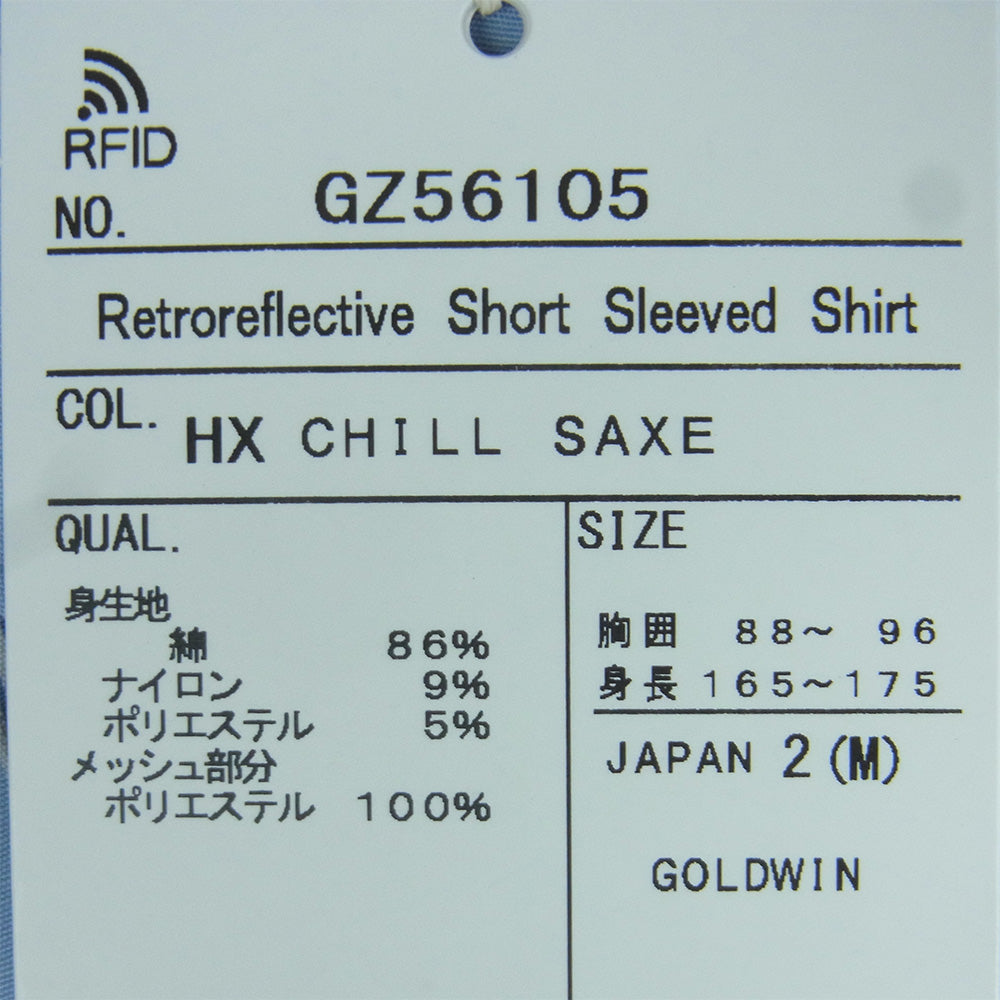 RFID
NO. GZ56105
Retroreflective Short Sleeved Shirt
COL. HX CHILL SAXE
QUAL.
身生地
綿 86%
ナイロン 9%
ポリエステル 5%
メッシュ部分
ポリエステル 100%
SIZE
胸囲 88~ 96
身長 165~175
JAPAN 2 (M)
GOLDWIN